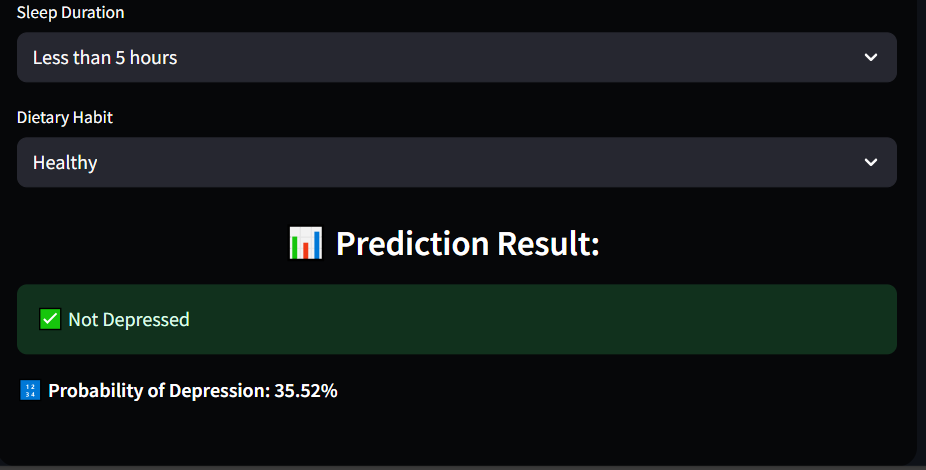 Sleep Duration
Less than 5 hours
Dietary Habit
Healthy
📊 Prediction Result:
✅ Not Depressed
🔢 Probability of Depression: 35.52%